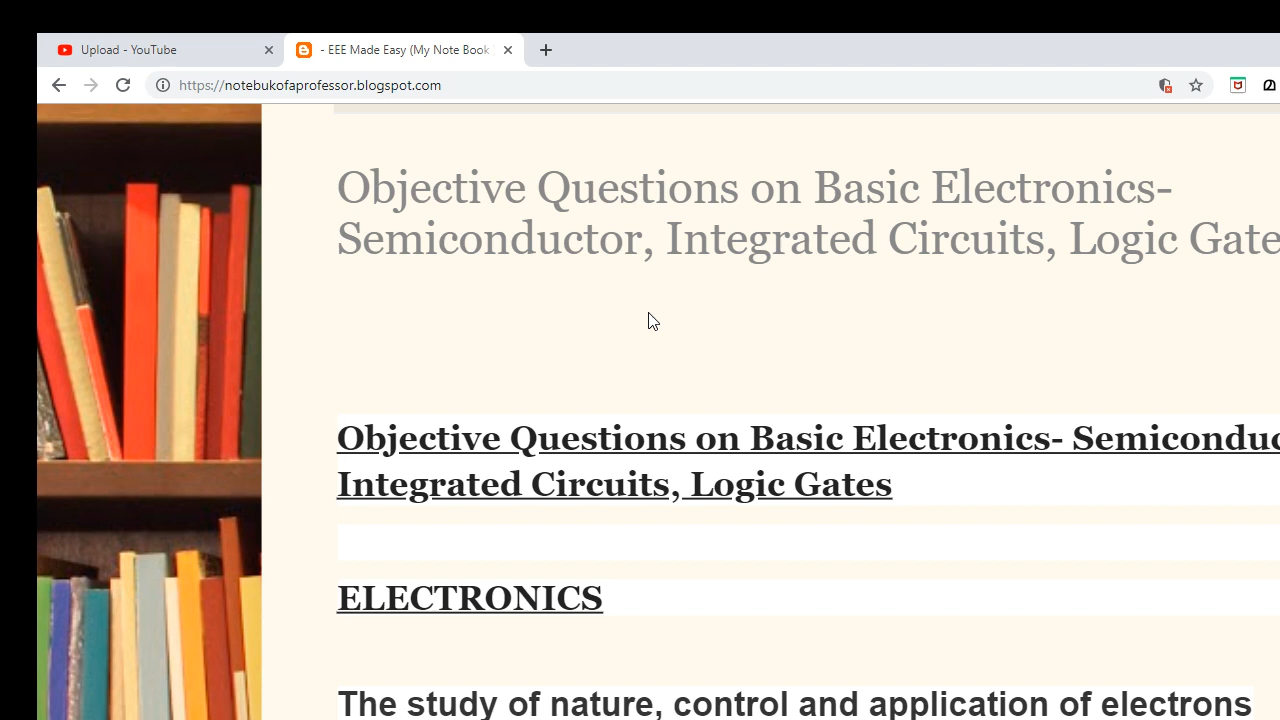 Upload - YouTube
- EEE Made Easy (My Note Book
https://notebukofaprofessor.blogspot.com
Objective Questions on Basic Electronics-
Semiconductor, Integrated Circuits, Logic Gate
Objective Questions on Basic Electronics- Semiconduc
Integrated Circuits, Logic Gates
ELECTRONICS
The study of nature, control and application of electrons